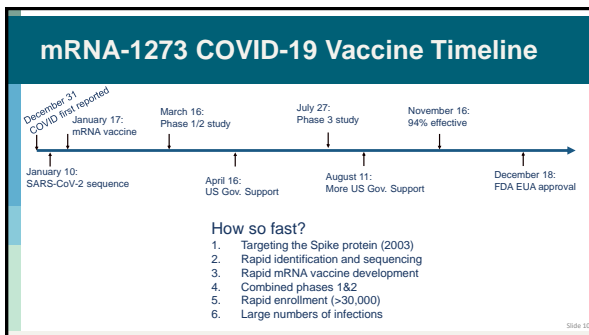 mRNA-1273 COVID-19 Vaccine Timeline
December 31
COVID first reported
January 17:
mRNA vaccine
March 16:
Phase 1/2 study
July 27:
Phase 3 study
November 16:
94% effective
January 10:
SARS-CoV-2 sequence
April 16:
US Gov. Support
August 11:
More US Gov. Support
December 18:
FDA EUA approval
How so fast?
1. Targeting the Spike protein (2003)
2. Rapid identification and sequencing
3. Rapid mRNA vaccine development
4. Combined phases 1&2
5. Rapid enrollment (>30,000)
6. Large numbers of infections
Slide 10